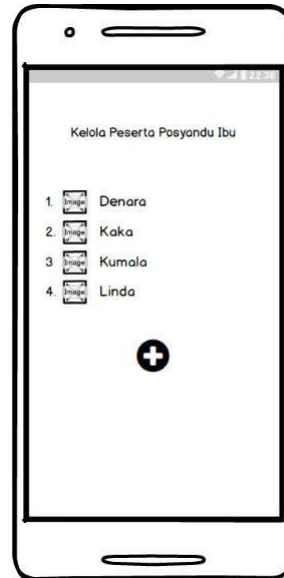 22:38
Kelola Peserta Posyandu Ibu
1. Image Denara
2. Image Kaka
3 Image Kumala
4. Image Linda